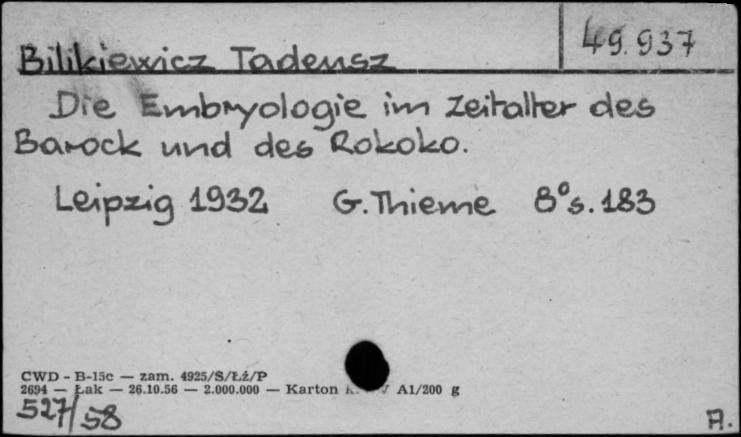 49.937
Bilikiewicz Tadeusz
Die Embryologie im Zeitalter des
Barock und des Rokoko.
Leipzig 1932 G. Thieme 8° s. 183
CWD - B-15c — zam. 4925/S/Łż/P
2694 — Łak — 26.10.56 — 2.000.000 — Karton A1/200 g
527/58
A.